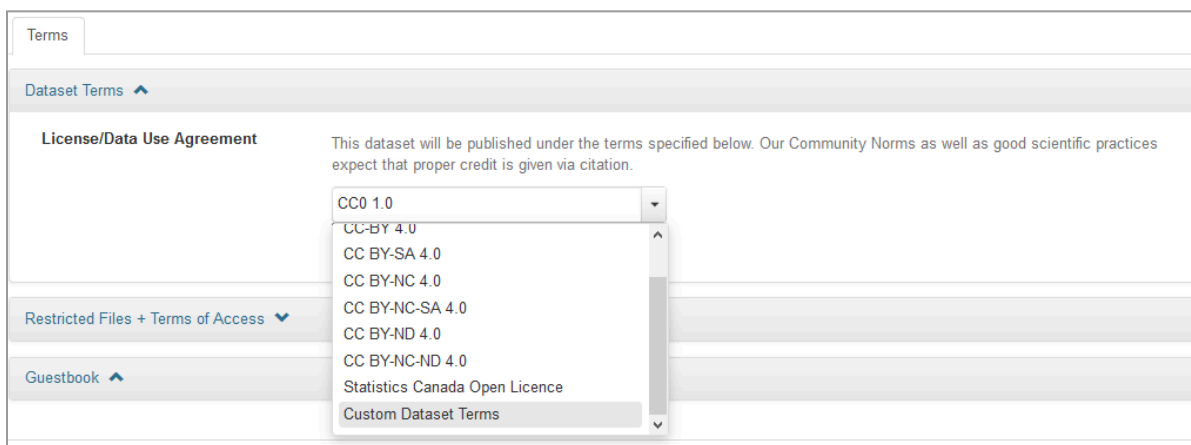 Terms
Dataset Terms
License/Data Use Agreement
This dataset will be published under the terms specified below. Our Community Norms as well as good scientific practices
expect that proper credit is given via citation.
CC0 1.0
CC-BY 4.0
CC BY-SA 4.0
CC BY-NC 4.0
CC BY-NC-SA 4.0
CC BY-ND 4.0
CC BY-NC-ND 4.0
Statistics Canada Open Licence
Custom Dataset Terms
Restricted Files + Terms of Access
Guestbook